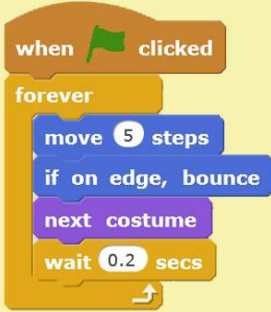 when clicked
forever
move 5 steps
if on edge, bounce
next costume
wait 0.2 secs